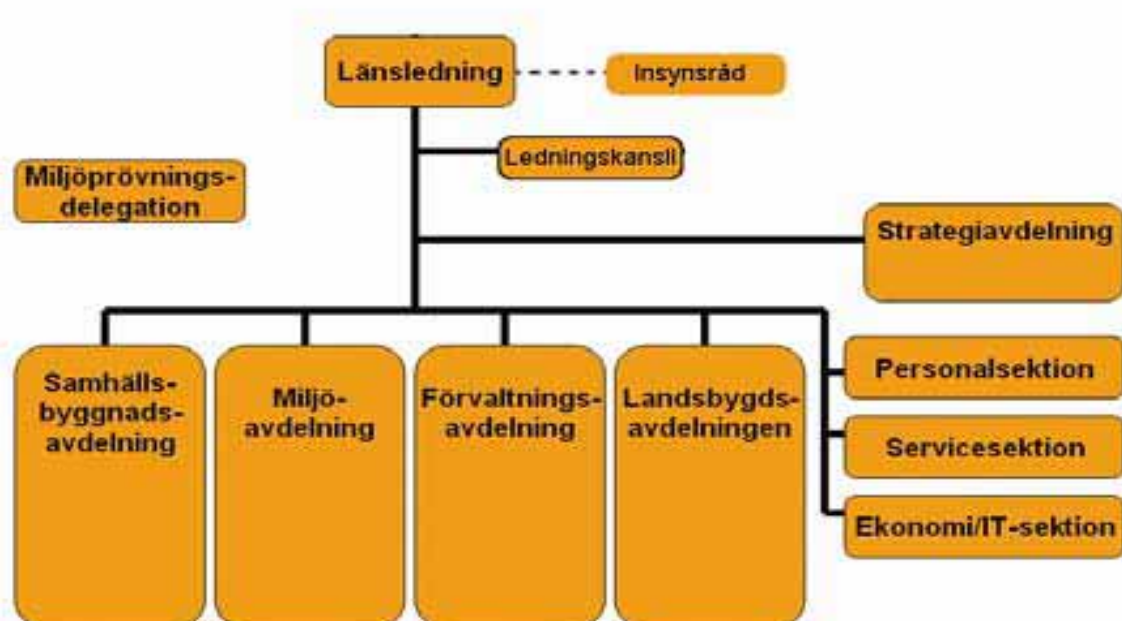 Länsledning
Insynsråd
Ledningskansli
Miljöprövnings-
delegation
Strategiavdelning
Samhälls-
byggnads-
avdelning
Miljö-
avdelning
Förvaltnings-
avdelning
Landsbygds-
avdelningen
Personalsektion
Servicesektion
Ekonomi/IT-sektion